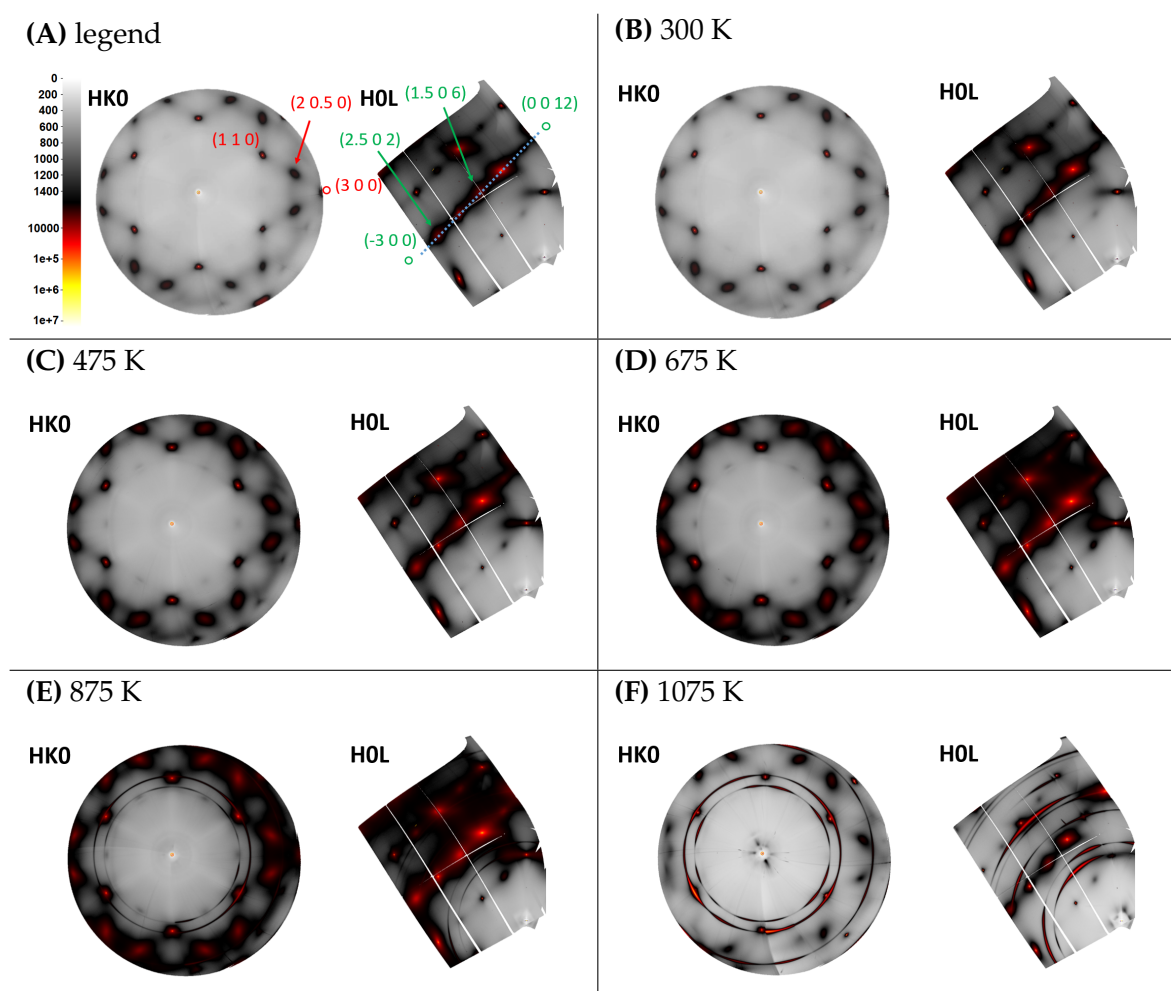 (A) legend
0
200
400
600
800
1000
1200
1400
10000
1e+5
1e+6
1e+7
HK0
(2 0.5 0)
(1 1 0)
(3 0 0)
H0L
(1.5 0 6)
(0 0 12)
(2.5 0 2)
(-3 0 0)
(B) 300 K
HK0
H0L
(C) 475 K
HK0
H0L
(D) 675 K
HK0
H0L
(E) 875 K
HK0
H0L
(F) 1075 K
HK0
H0L